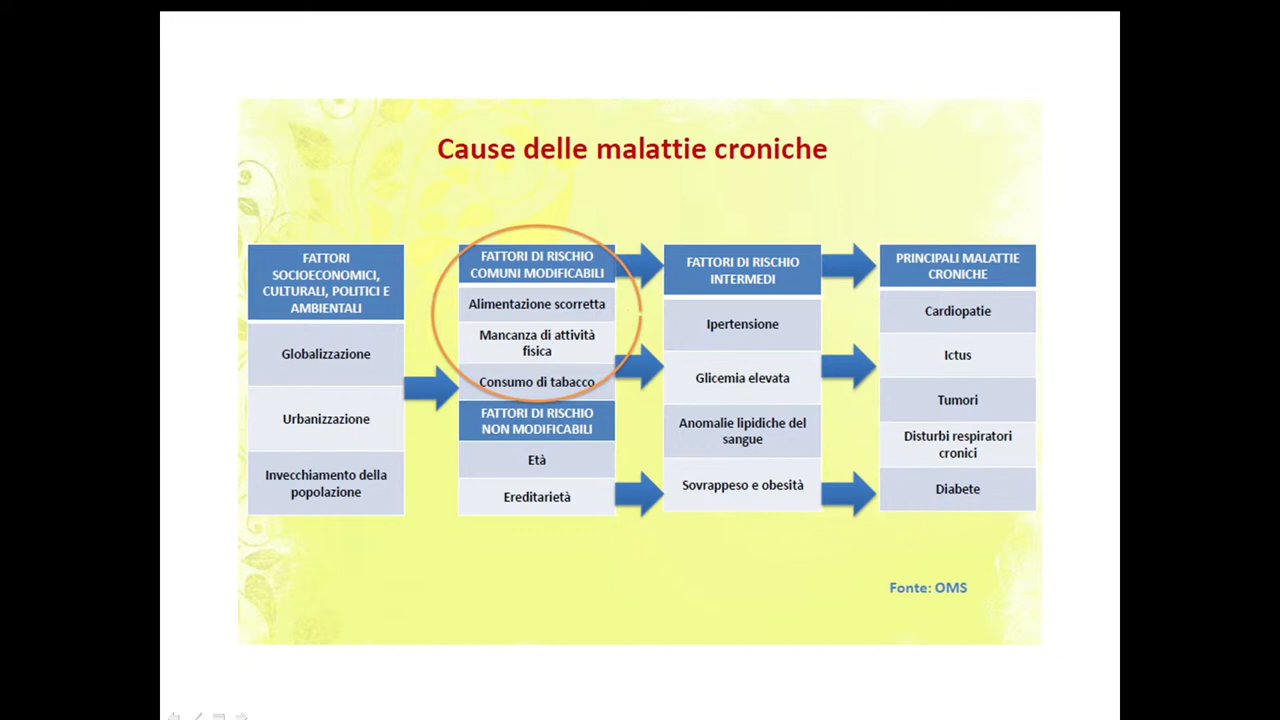 Cause delle malattie croniche
FATTORI
SOCIOECONOMICI,
CULTURALI, POLITICI E
AMBIENTALI
Globalizzazione
Urbanizzazione
Invecchiamento della
popolazione
FATTORI DI RISCHIO
COMUNI MODIFICABILI
Alimentazione scorretta
Mancanza di attività
fisica
Consumo di tabacco
FATTORI DI RISCHIO
NON MODIFICABILI
Età
Ereditarietà
FATTORI DI RISCHIO
INTERMEDI
Ipertensione
Glicemia elevata
Anomalie lipidiche del
sangue
Sovrappeso e obesità
PRINCIPALI MALATTIE
CRONICHE
Cardiopatie
Ictus
Tumori
Disturbi respiratori
cronici
Diabete
Fonte: OMS